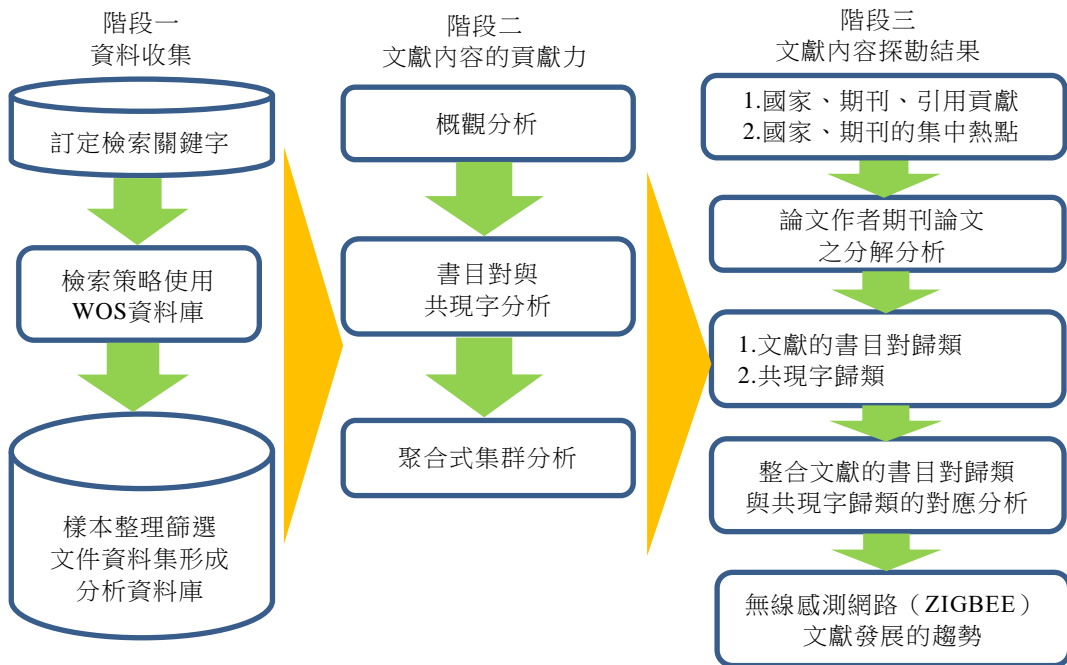 階段一
資料收集
訂定檢索關鍵字
檢索策略使用
WOS資料庫
樣本整理篩選
文件資料集形成
分析資料庫
階段二
文獻內容的貢獻力
概觀分析
書目對與
共現字分析
聚合式集群分析
階段三
文獻內容探勘結果
1.國家、期刊、引用貢獻
2.國家、期刊的集中熱點
論文作者期刊論文
之分解分析
1.文獻的書目對歸類
2.共現字歸類
整合文獻的書目對歸類
與共現字歸類的對應分析
無線感測網路（ZIGBEE）
文獻發展的趨勢